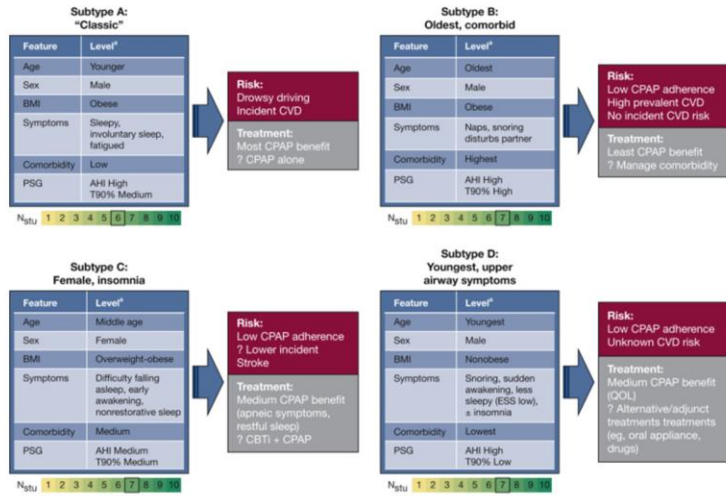 Subtype A:
“Classic”
Feature Levelᵃ
Age Younger
Sex Male
BMI Obese
Symptoms Sleepy,
involuntary sleep,
fatigued
Comorbidity Low
PSG AHI High
T90% Medium
Nstu 1 2 3 4 5 6 7 8 9 10
Risk:
Drowsy driving
Incident CVD
Treatment:
Most CPAP benefit
? CPAP alone
Subtype B:
Oldest, comorbid
Feature Levelᵃ
Age Oldest
Sex Male
BMI Obese
Symptoms Naps, snoring
disturbs partner
Comorbidity Highest
PSG AHI High
T90% High
Nstu 1 2 3 4 5 6 7 8 9 10
Risk:
Low CPAP adherence
High prevalent CVD
No incident CVD risk
Treatment:
Least CPAP benefit
? Manage comorbidity
Subtype C:
Female, insomnia
Feature Levelᵃ
Age Middle age
Sex Female
BMI Overweight-obese
Symptoms Difficulty falling
asleep, early
awakening,
nonrestorative sleep
Comorbidity Medium
PSG AHI Medium
T90% Medium
Nstu 1 2 3 4 5 6 7 8 9 10
Risk:
Low CPAP adherence
? Lower incident
Stroke
Treatment:
Medium CPAP benefit
(apneic symptoms,
restful sleep)
? CBTi + CPAP
Subtype D:
Youngest, upper
airway symptoms
Feature Levelᵃ
Age Youngest
Sex Male
BMI Nonobese
Symptoms Snoring, sudden
awakening, less
sleepy (ESS low),
± insomnia
Comorbidity Lowest
PSG AHI High
T90% Low
Nstu 1 2 3 4 5 6 7 8 9 10
Risk:
Low CPAP adherence
Unknown CVD risk
Treatment:
Medium CPAP benefit
(QOL)
? Alternative/adjunct
treatments treatments
(eg, oral appliance,
drugs)